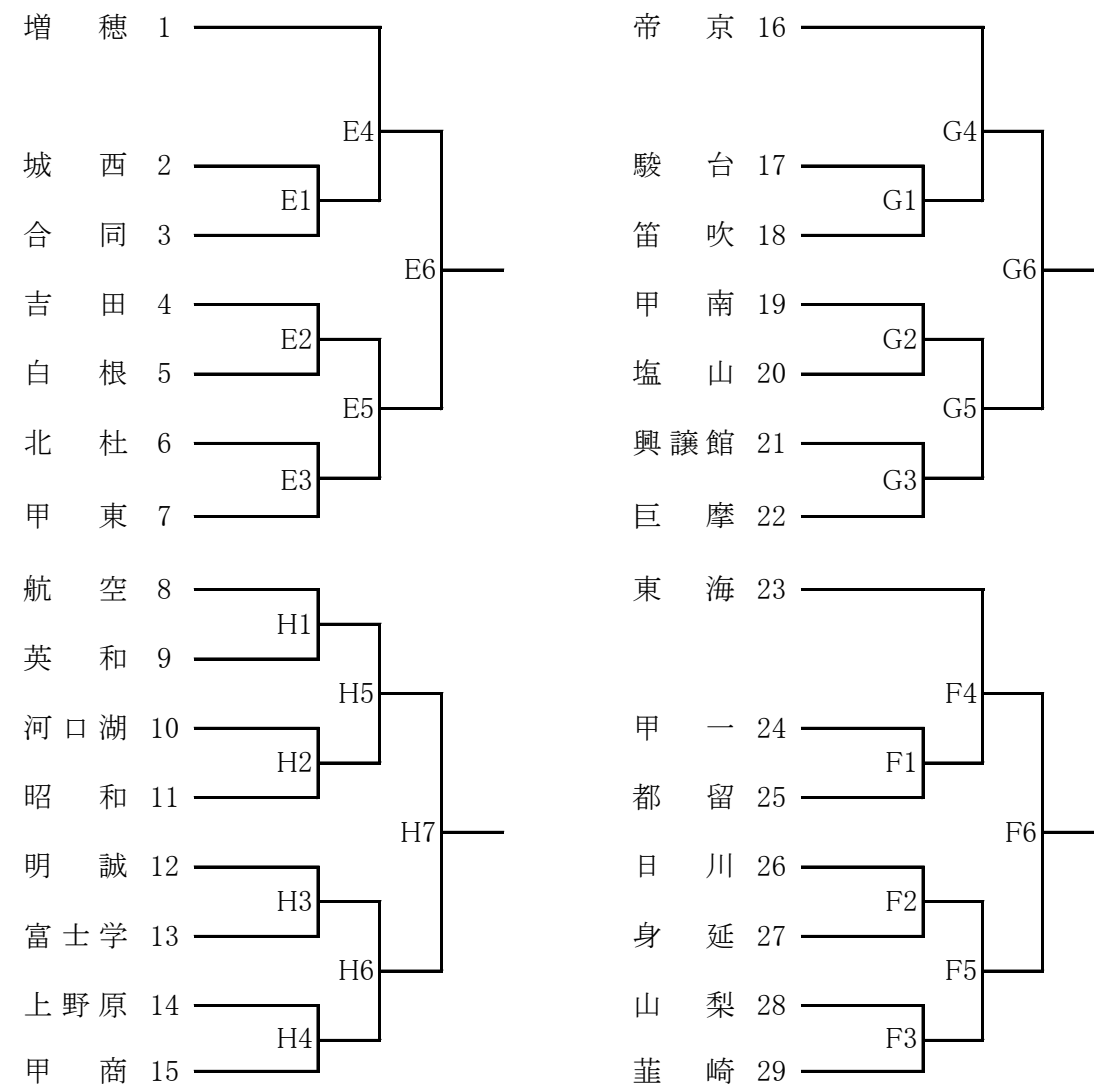 増穂 1
E4
城西 2
E1
合同 3
E6
吉田 4
E2
白根 5
E5
北杜 6
E3
甲東 7
航空 8
H1
英和 9
H5
河口湖 10
H2
昭和 11
H7
明誠 12
H3
富士学 13
H6
上野原 14
H4
甲商 15
帝京 16
G4
駿台 17
G1
笛吹 18
G6
甲南 19
G2
塩山 20
G5
興譲館 21
G3
巨摩 22
東海 23
F4
甲一 24
F1
都留 25
F6
日川 26
F2
身延 27
F5
山梨 28
F3
韮崎 29